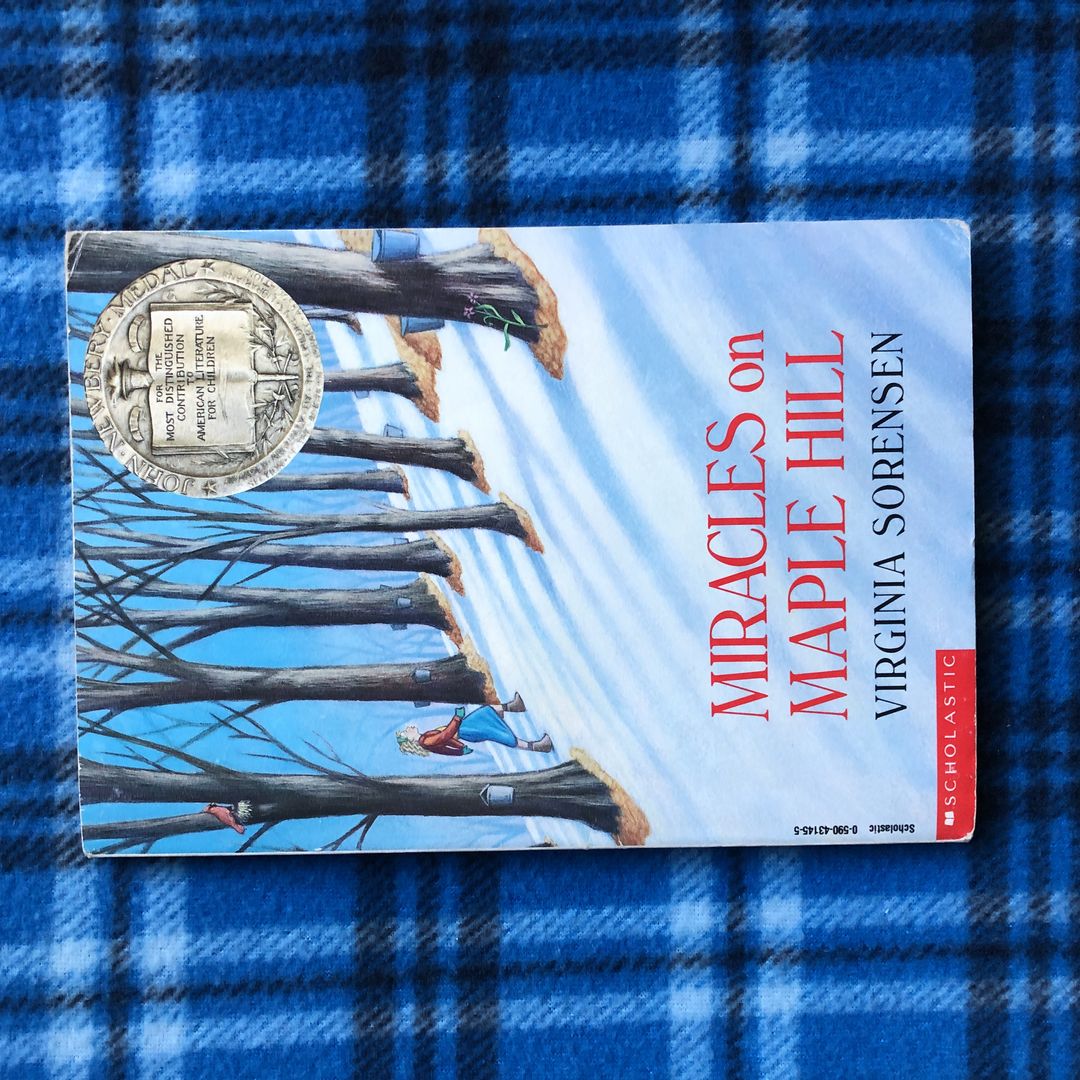 JOHN · NEWBERY · MEDAL
FOR THE
MOST DISTINGUISHED
CONTRIBUTION
TO
AMERICAN LITERATURE
FOR CHILDREN
MIRACLES on
MAPLE HILL
VIRGINIA SORENSEN
SCHOLASTIC
Scholastic 0-590-43145-5